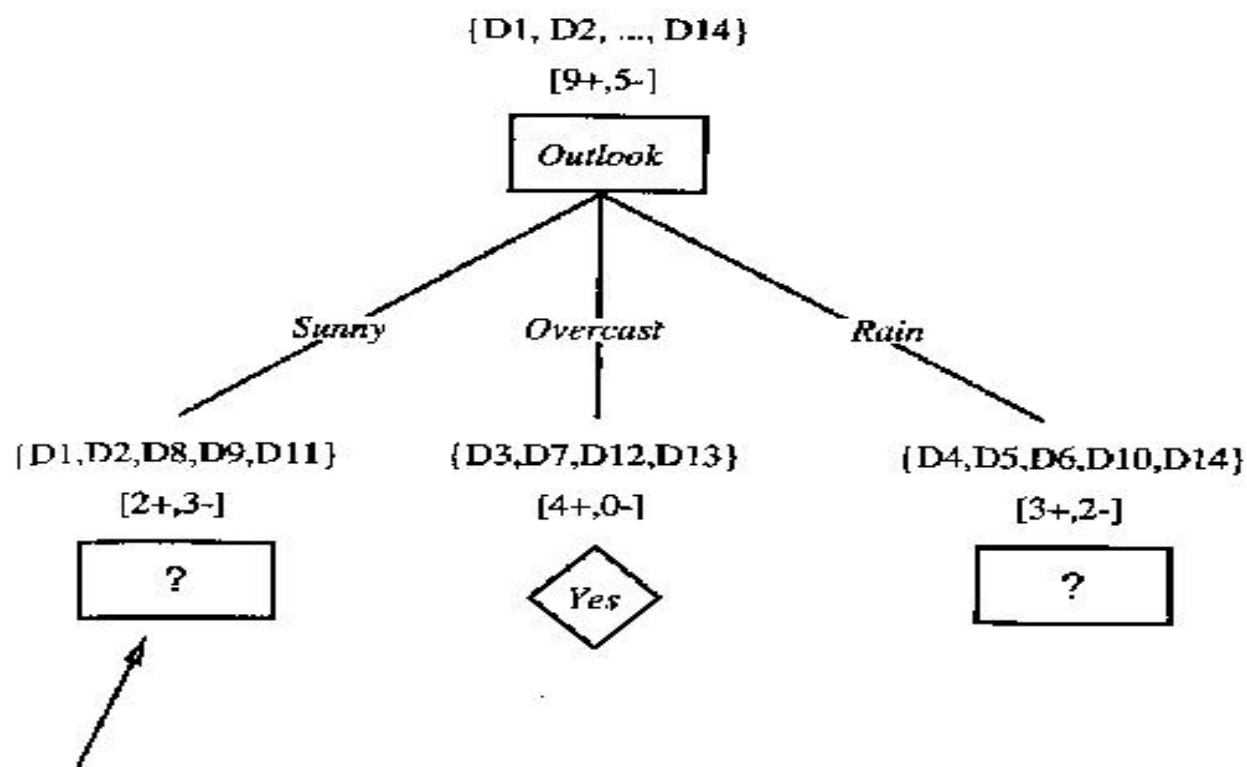 {D1, D2, ..., D14}
[9+,5-]
Outlook
Sunny
Overcast
Rain
{D1,D2,D8,D9,D11}
{D3,D7,D12,D13}
{D4,D5,D6,D10,D14}
[2+,3-]
[4+,0-]
[3+,2-]
?
Yes
?